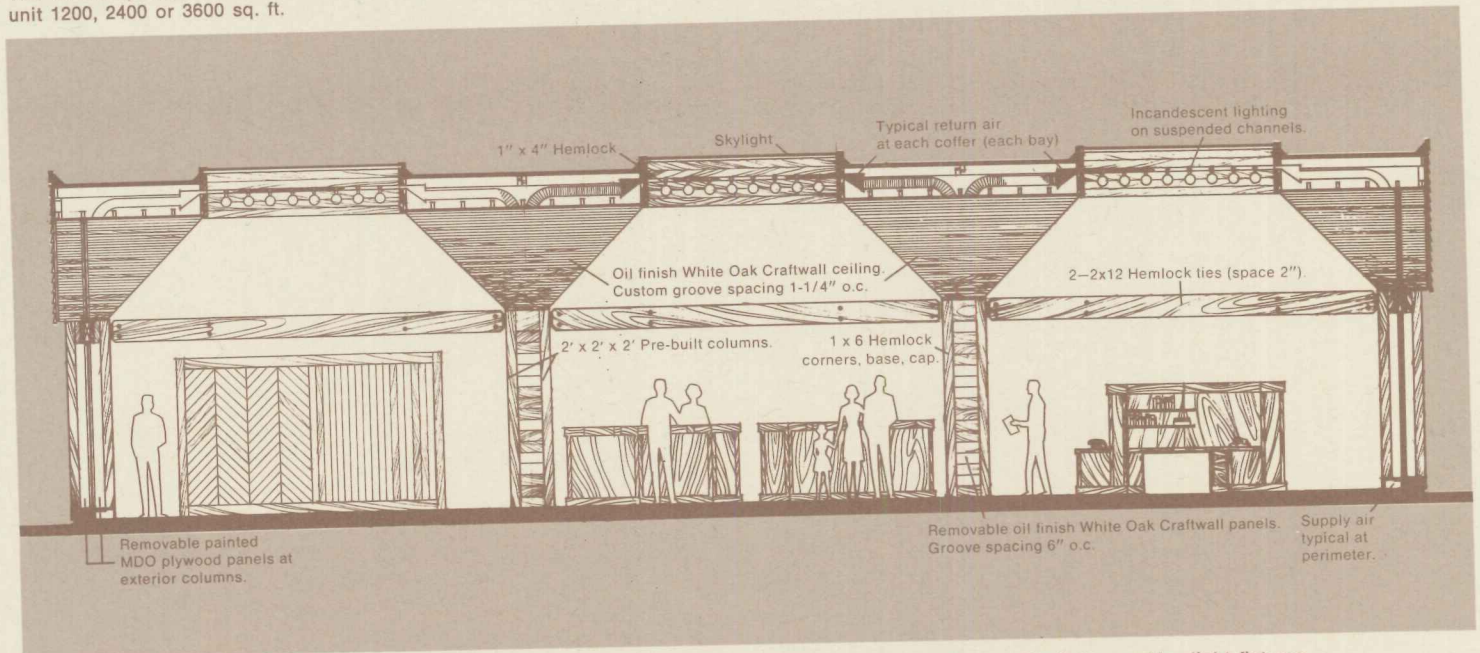 unit 1200, 2400 or 3600 sq. ft.
1" x 4" Hemlock
Skylight
Typical return air
at each coffer (each bay)
Incandescent lighting
on suspended channels.
Oil finish White Oak Craftwall ceiling.
Custom groove spacing 1-1/4" o.c.
2—2x12 Hemlock ties (space 2").
2' x 2' x 2' Pre-built columns.
1 x 6 Hemlock
corners, base, cap.
Removable painted
MDO plywood panels at
exterior columns.
Removable oil finish White Oak Craftwall panels.
Groove spacing 6" o.c.
Supply air
typical at
perimeter.